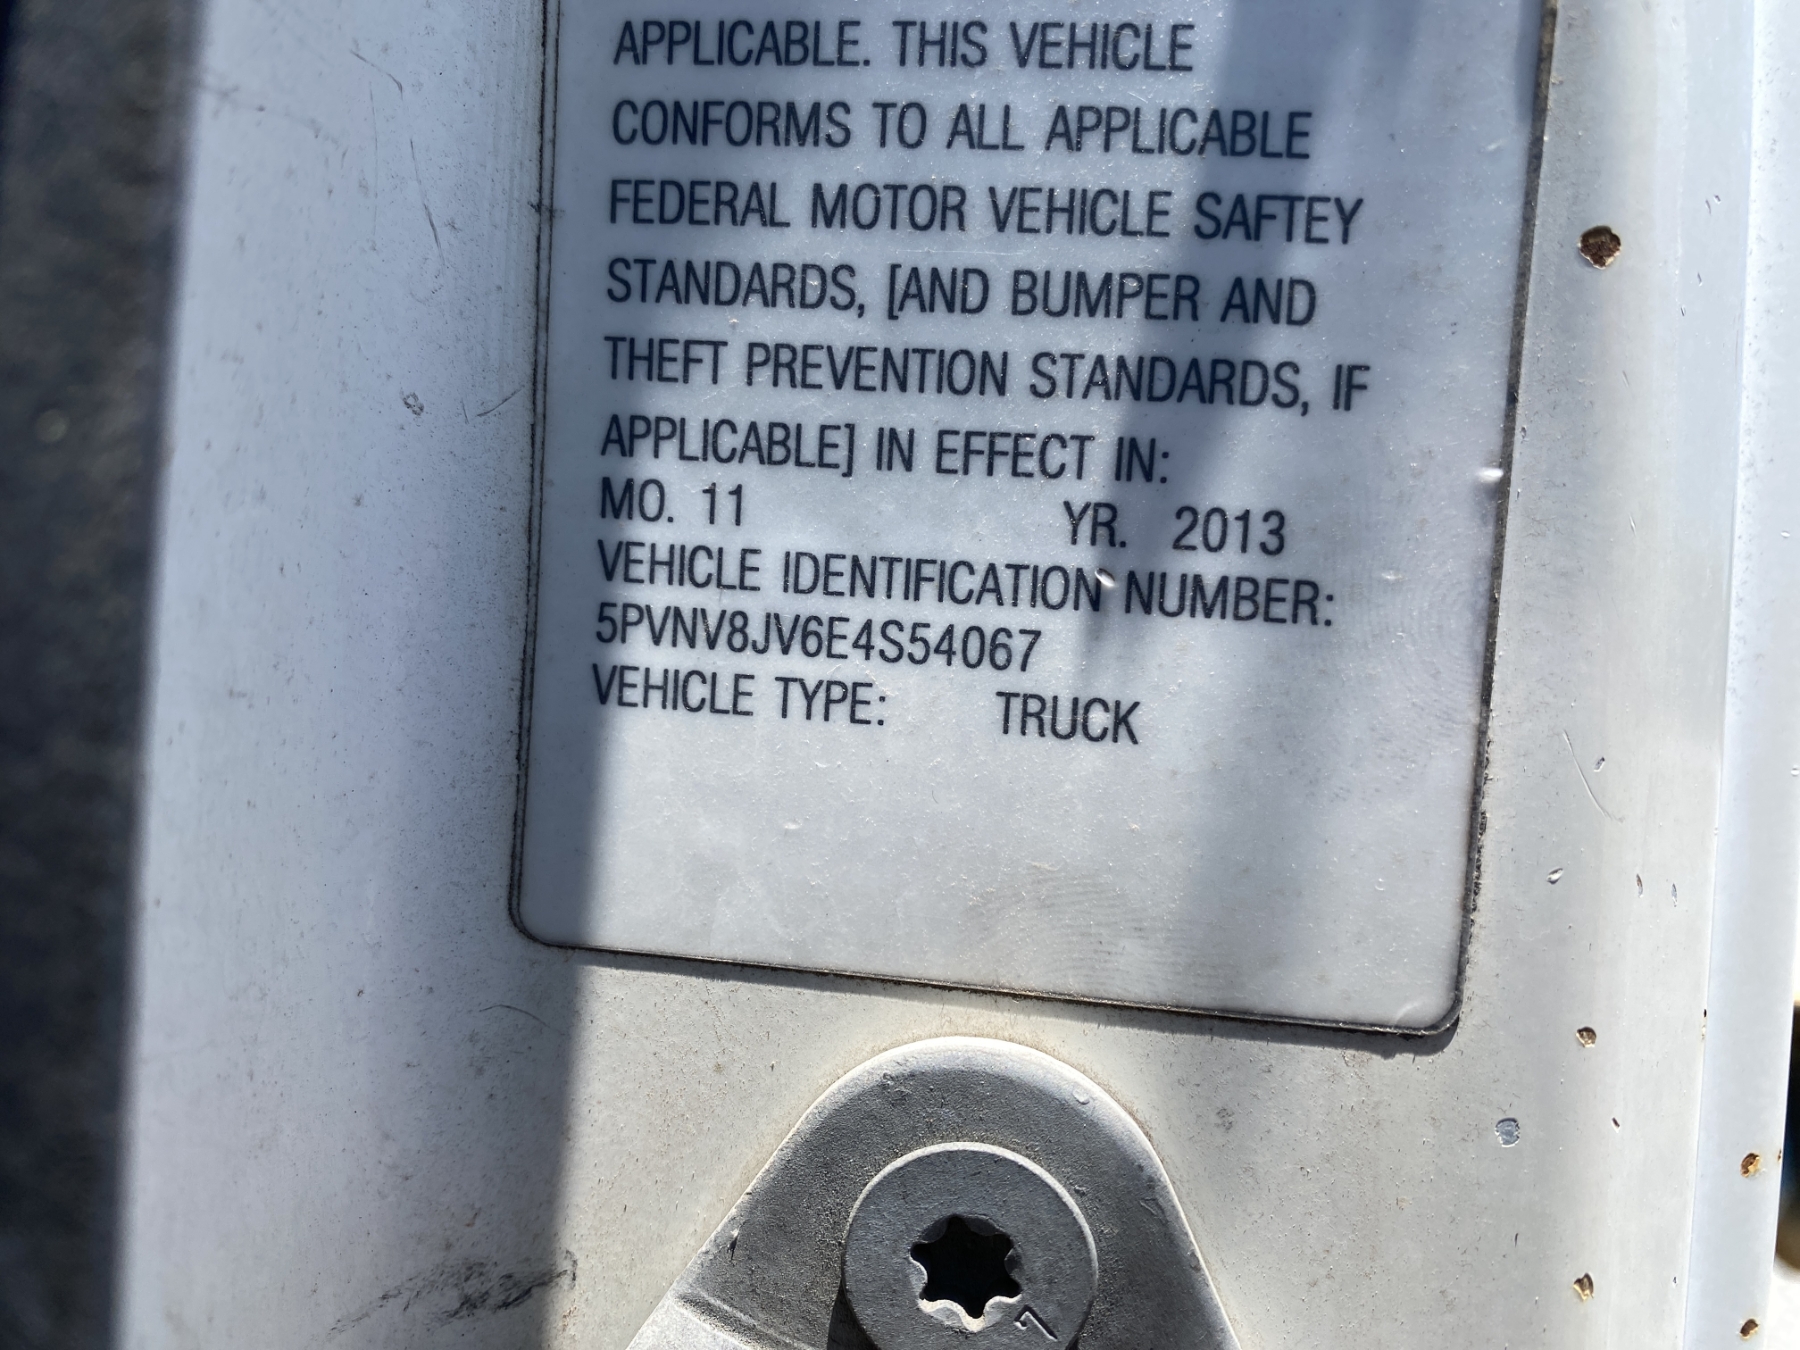 APPLICABLE. THIS VEHICLE
CONFORMS TO ALL APPLICABLE
FEDERAL MOTOR VEHICLE SAFTEY
STANDARDS, [AND BUMPER AND
THEFT PREVENTION STANDARDS, IF
APPLICABLE] IN EFFECT IN:
MO. 11 YR. 2013
VEHICLE IDENTIFICATION NUMBER:
5PVNV8JV6E4S54067
VEHICLE TYPE: TRUCK
7